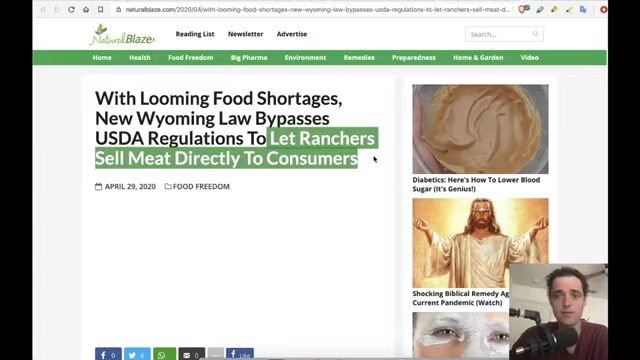 naturalblaze.com/2020/04/with-looming-food-shortages-new-wyoming-law-bypasses-usda-regulations-to-let-ranchers-sell-meat-d...
NaturalBlaze
Reading List
Newsletter
Advertise
Search...
Home
Health
Food Freedom
Big Pharma
Environment
Remedies
Preparedness
Home & Garden
Video
With Looming Food Shortages,
New Wyoming Law Bypasses
USDA Regulations To Let Ranchers
Sell Meat Directly To Consumers
APRIL 29, 2020
FOOD FREEDOM
0
6
0
Like
Diabetics: Here's How To Lower Blood
Sugar (It's Genius!)
Shocking Biblical Remedy Ag
Current Pandemic (Watch)